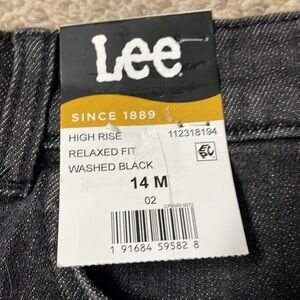 Lee
SINCE 1889
HIGH RISE 112318194
RELAXED FIT
WASHED BLACK
14 M
02
1 91684 59582 8